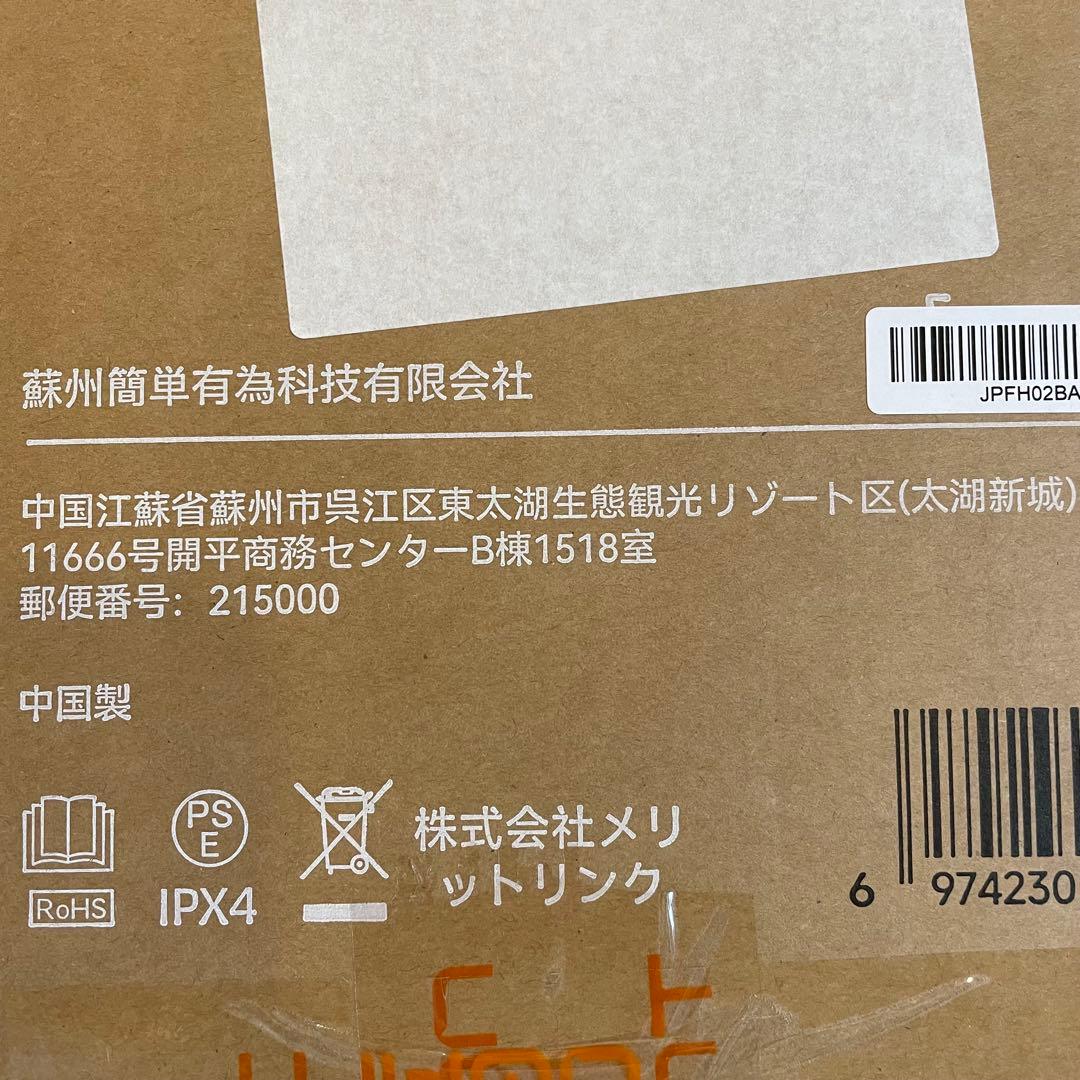 JPFH02BA
蘇州簡単有為科技有限会社
中国江蘇省蘇州市呉江区東太湖生態観光リゾート区(太湖新城)
11666号開平商務センターB棟1518室
郵便番号: 215000
中国製
PS
E
RoHS
IPX4
株式会社メリ
ットリンク
6 974230